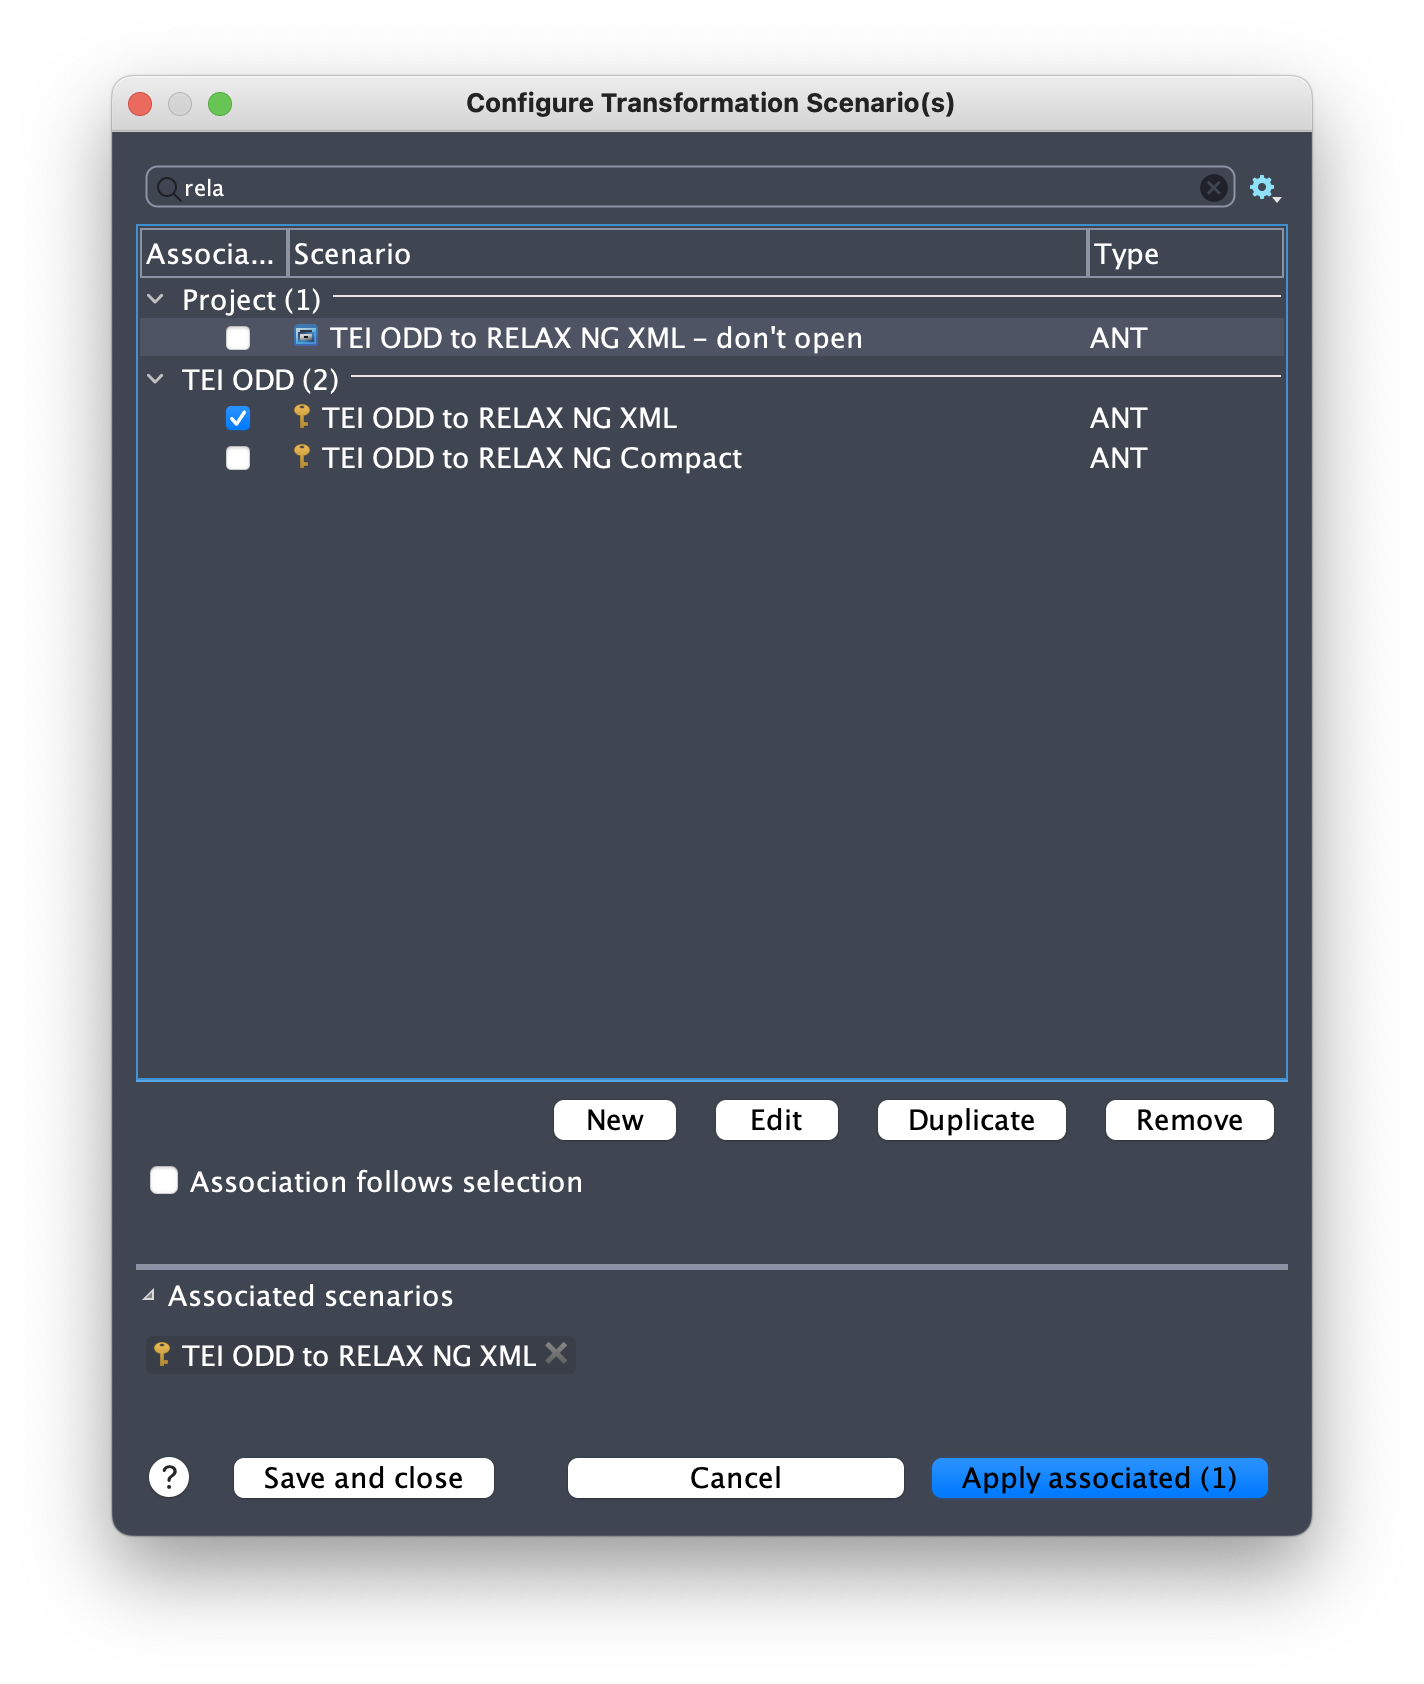 Configure Transformation Scenario(s)
rela
Associa... Scenario Type
Project (1)
TEI ODD to RELAX NG XML – don't open ANT
TEI ODD (2)
TEI ODD to RELAX NG XML ANT
TEI ODD to RELAX NG Compact ANT
New Edit Duplicate Remove
Association follows selection
Associated scenarios
TEI ODD to RELAX NG XML
? Save and close Cancel Apply associated (1)